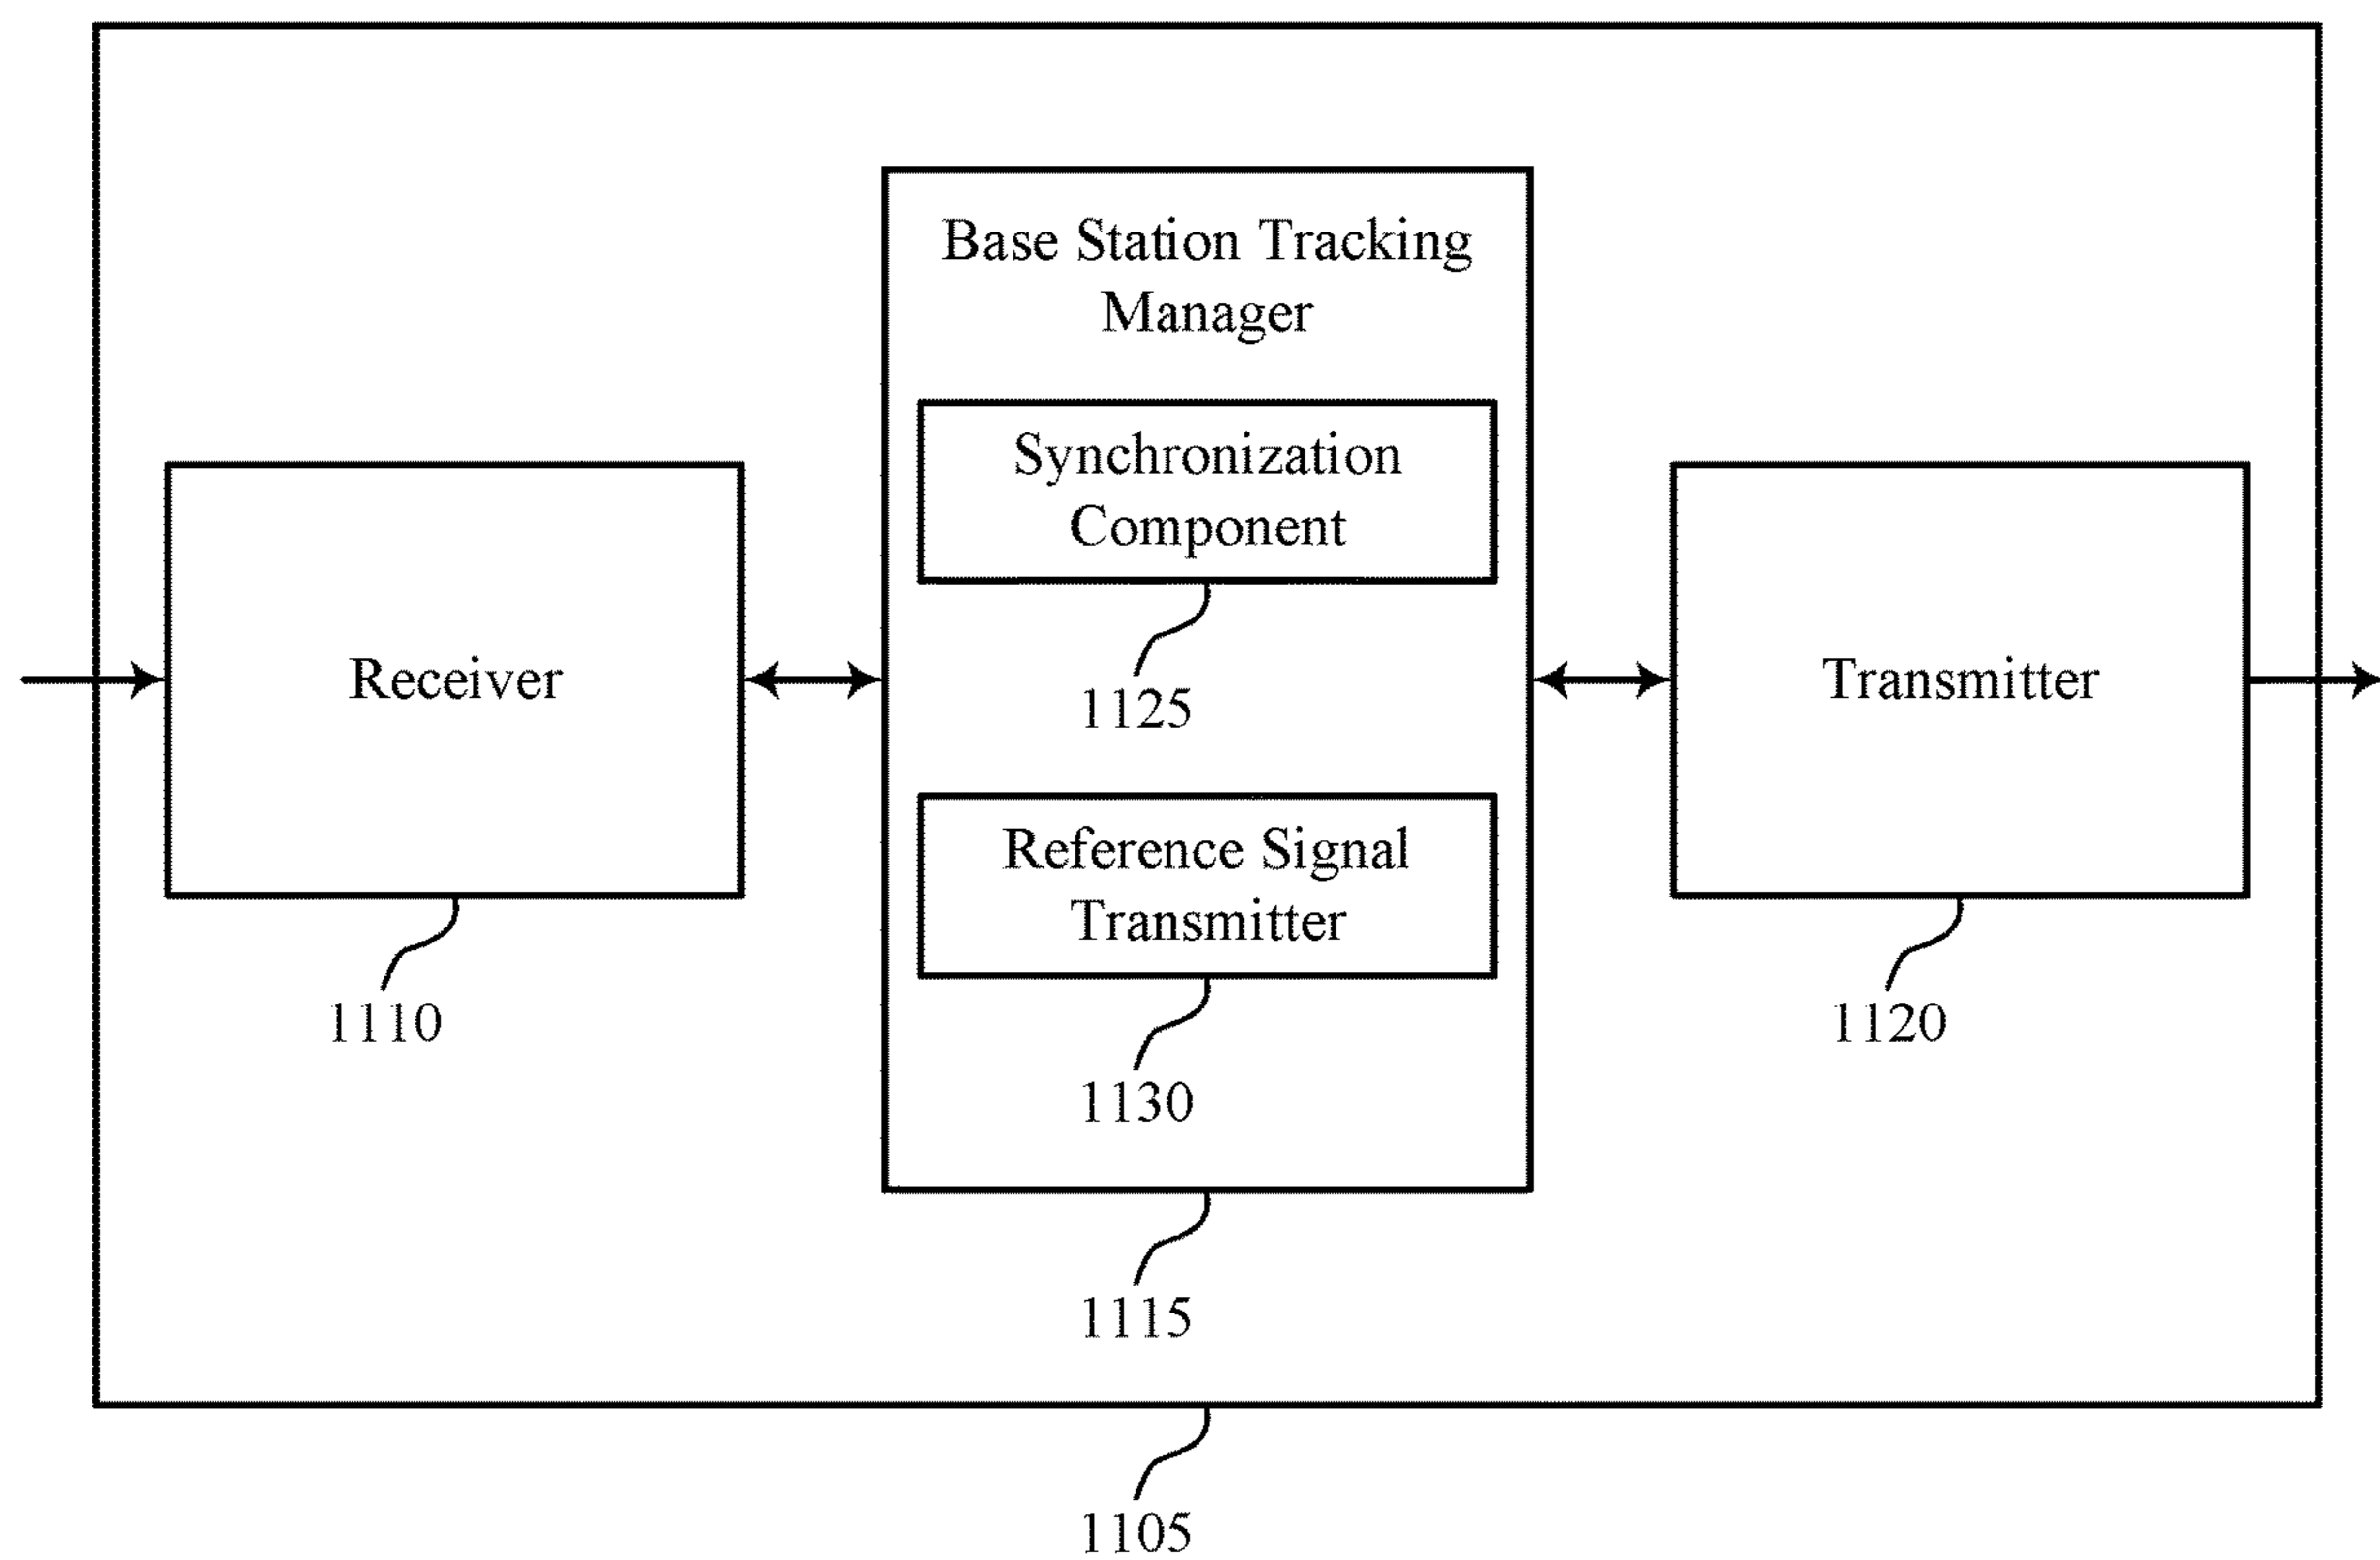 Base Station Tracking
Manager
Synchronization
Component
1125
Receiver
1110
Reference Signal
Transmitter
1130
Transmitter
1120
1115
1105